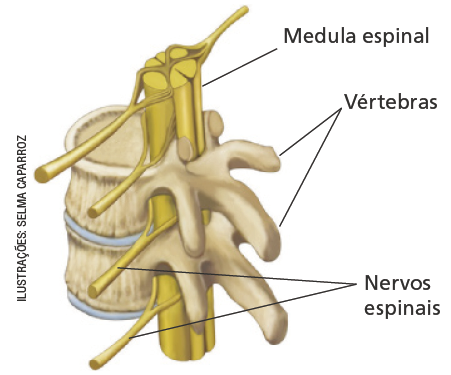 Medula espinal
Vértebras
Nervos
espinais
ILUSTRAÇÕES: SELMA CAPARROZ